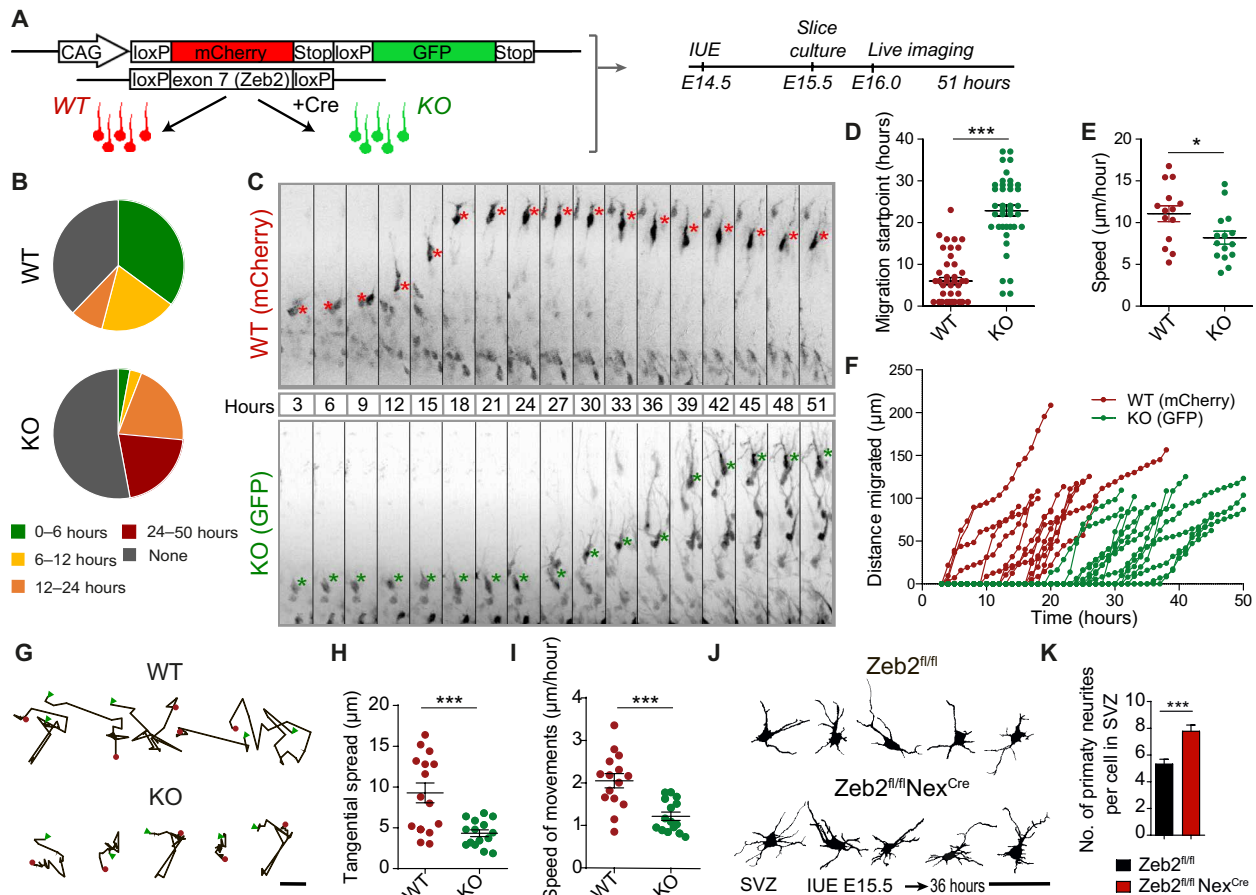 A
CAG loxP mCherry Stop loxP GFP Stop
loxP exon 7 (Zeb2) loxP
WT +Cre KO
IUE Slice culture Live imaging
E14.5 E15.5 E16.0 51 hours
B
WT
KO
0–6 hours
6–12 hours
12–24 hours
24–50 hours
None
C
WT (mCherry)
Hours 3 6 9 12 15 18 21 24 27 30 33 36 39 42 45 48 51
KO (GFP)
D
Migration startpoint (hours)
40
30
20
10
0
***
WT KO
E
Speed (µm/hour)
20
15
10
5
0
*
WT KO
F
Distance migrated (µm)
200
150
100
50
0
WT (mCherry)
KO (GFP)
0 10 20 30 40 50
Time (hours)
G
WT
KO
H
Tangential spread (µm)
20
15
10
5
0
***
WT KO
I
Speed of movements (µm/hour)
4
3
2
1
0
***
WT KO
J
Zeb2fl/fl
Zeb2fl/flNexCre
SVZ IUE E15.5 → 36 hours
K
No. of primaty neurites
per cell in SVZ
10
8
6
4
2
0
***
Zeb2fl/fl
Zeb2fl/fl NexCre